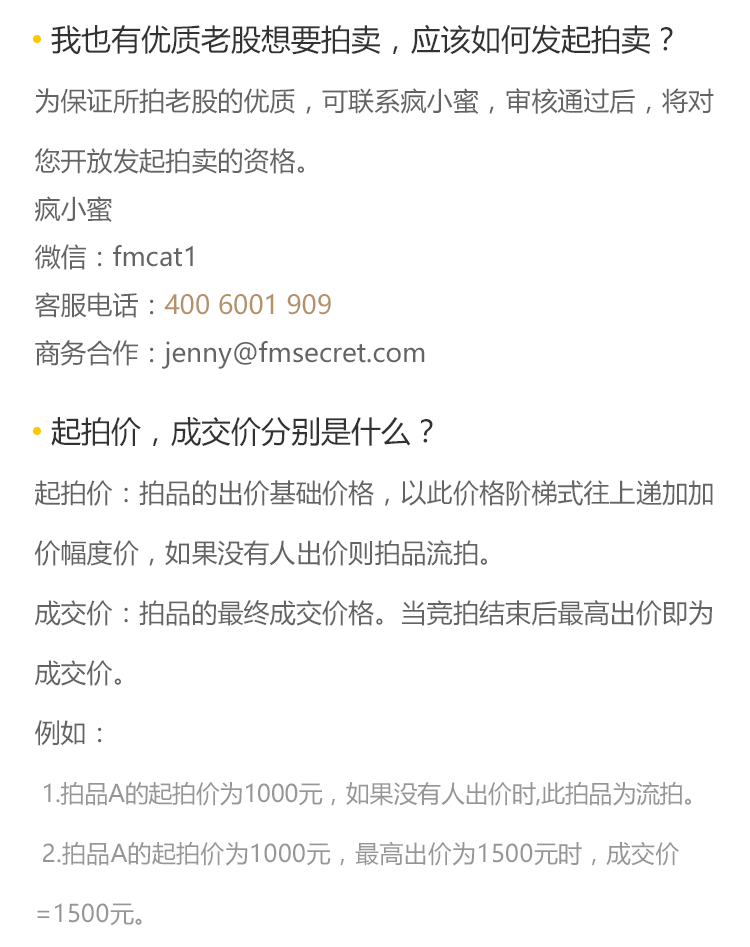 • 我也有优质老股想要拍卖，应该如何发起拍卖？
为保证所拍老股的优质，可联系疯小蜜，审核通过后，将对
您开放发起拍卖的资格。
疯小蜜
微信：fmcat1
客服电话：400 6001 909
商务合作：jenny@fmsecret.com
• 起拍价，成交价分别是什么？
起拍价：拍品的出价基础价格，以此价格阶梯式往上递加加
价幅度价，如果没有人出价则拍品流拍。
成交价：拍品的最终成交价格。当竞拍结束后最高出价即为
成交价。
例如：
1.拍品A的起拍价为1000元，如果没有人出价时,此拍品为流拍。
2.拍品A的起拍价为1000元，最高出价为1500元时，成交价
=1500元。